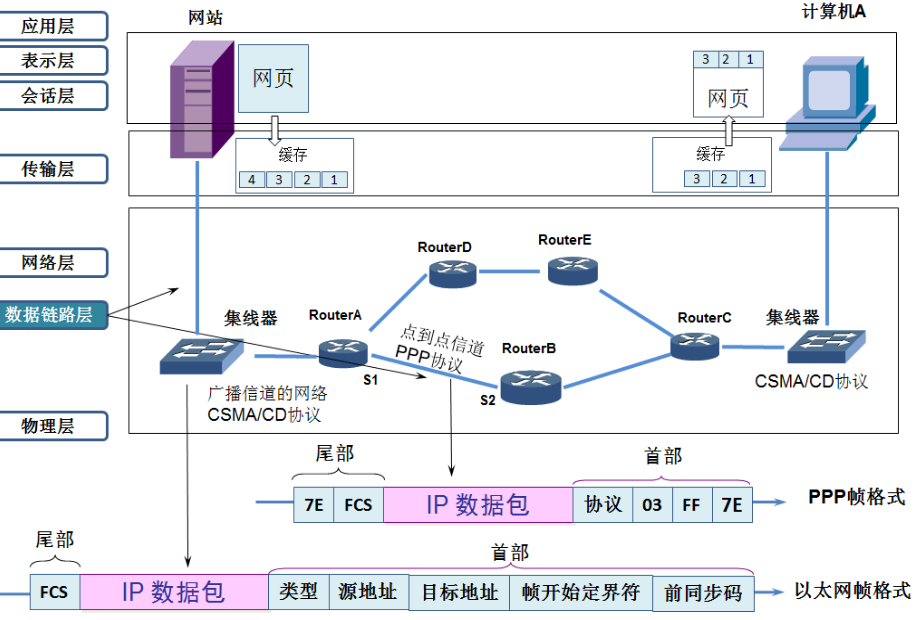 应用层
表示层
会话层
传输层
网络层
数据链路层
物理层
网站
计算机A
网页
3 2 1
网页
缓存
4 3 2 1
缓存
3 2 1
RouterD
RouterE
集线器
RouterA
点到点信道
PPP协议
RouterB
RouterC
集线器
S1
S2
广播信道的网络
CSMA/CD协议
CSMA/CD协议
尾部
首部
7E FCS IP 数据包 协议 03 FF 7E
PPP帧格式
尾部
首部
FCS IP 数据包 类型 源地址 目标地址 帧开始定界符 前同步码
以太网帧格式